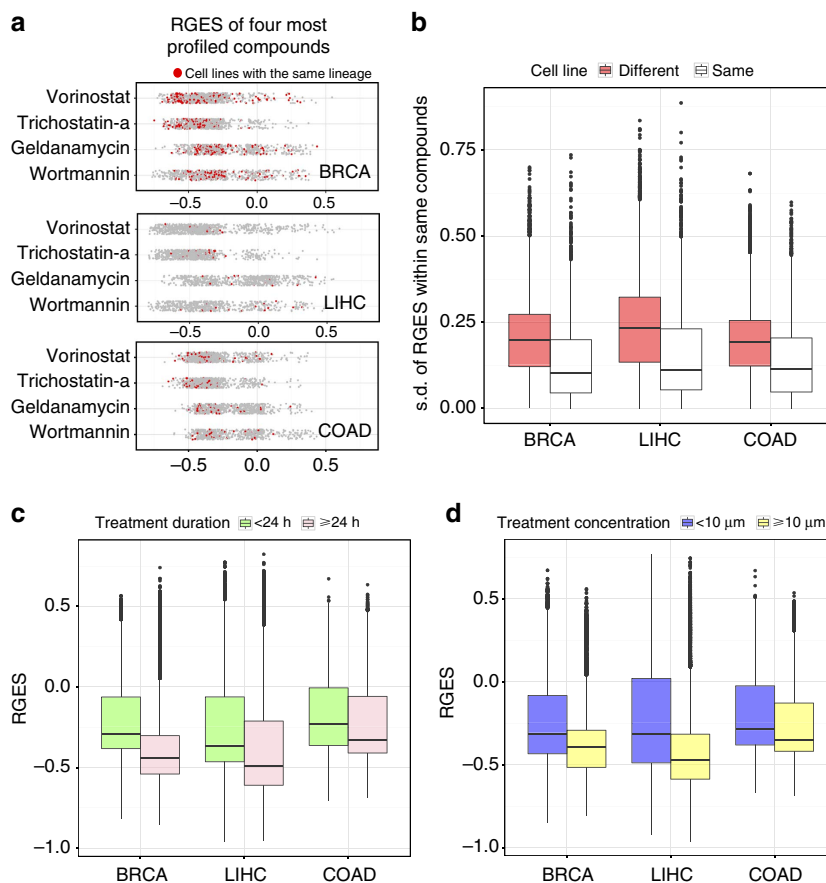 a
RGES of four most
profiled compounds
Cell lines with the same lineage
Vorinostat
Trichostatin-a
Geldanamycin
Wortmannin
BRCA
−0.5 0.0 0.5
Vorinostat
Trichostatin-a
Geldanamycin
Wortmannin
LIHC
−0.5 0.0 0.5
Vorinostat
Trichostatin-a
Geldanamycin
Wortmannin
COAD
−0.5 0.0 0.5
b
Cell line Different Same
s.d. of RGES within same compounds
0.75
0.50
0.25
0.00
BRCA LIHC COAD
c
Treatment duration <24 h ≥24 h
RGES
0.5
0.0
−0.5
−1.0
BRCA LIHC COAD
d
Treatment concentration <10 μm ≥10 μm
RGES
0.5
0.0
−0.5
−1.0
BRCA LIHC COAD